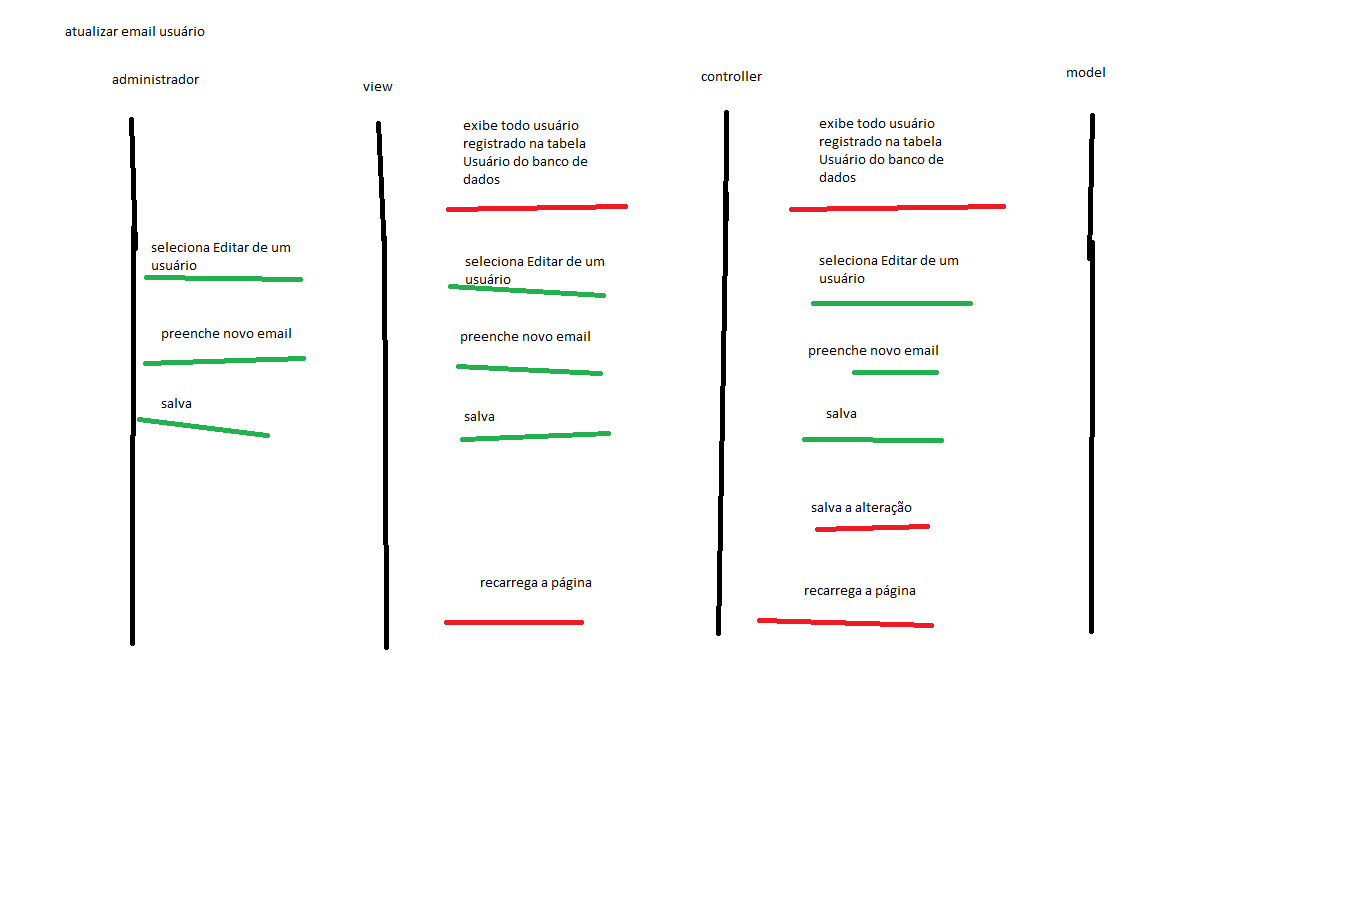 atualizar email usuário
administrador
view
controller
model
exibe todo usuário
registrado na tabela
Usuário do banco de
dados
exibe todo usuário
registrado na tabela
Usuário do banco de
dados
seleciona Editar de um
usuário
seleciona Editar de um
usuário
seleciona Editar de um
usuário
preenche novo email
preenche novo email
preenche novo email
salva
salva
salva
salva a alteração
recarrega a página
recarrega a página